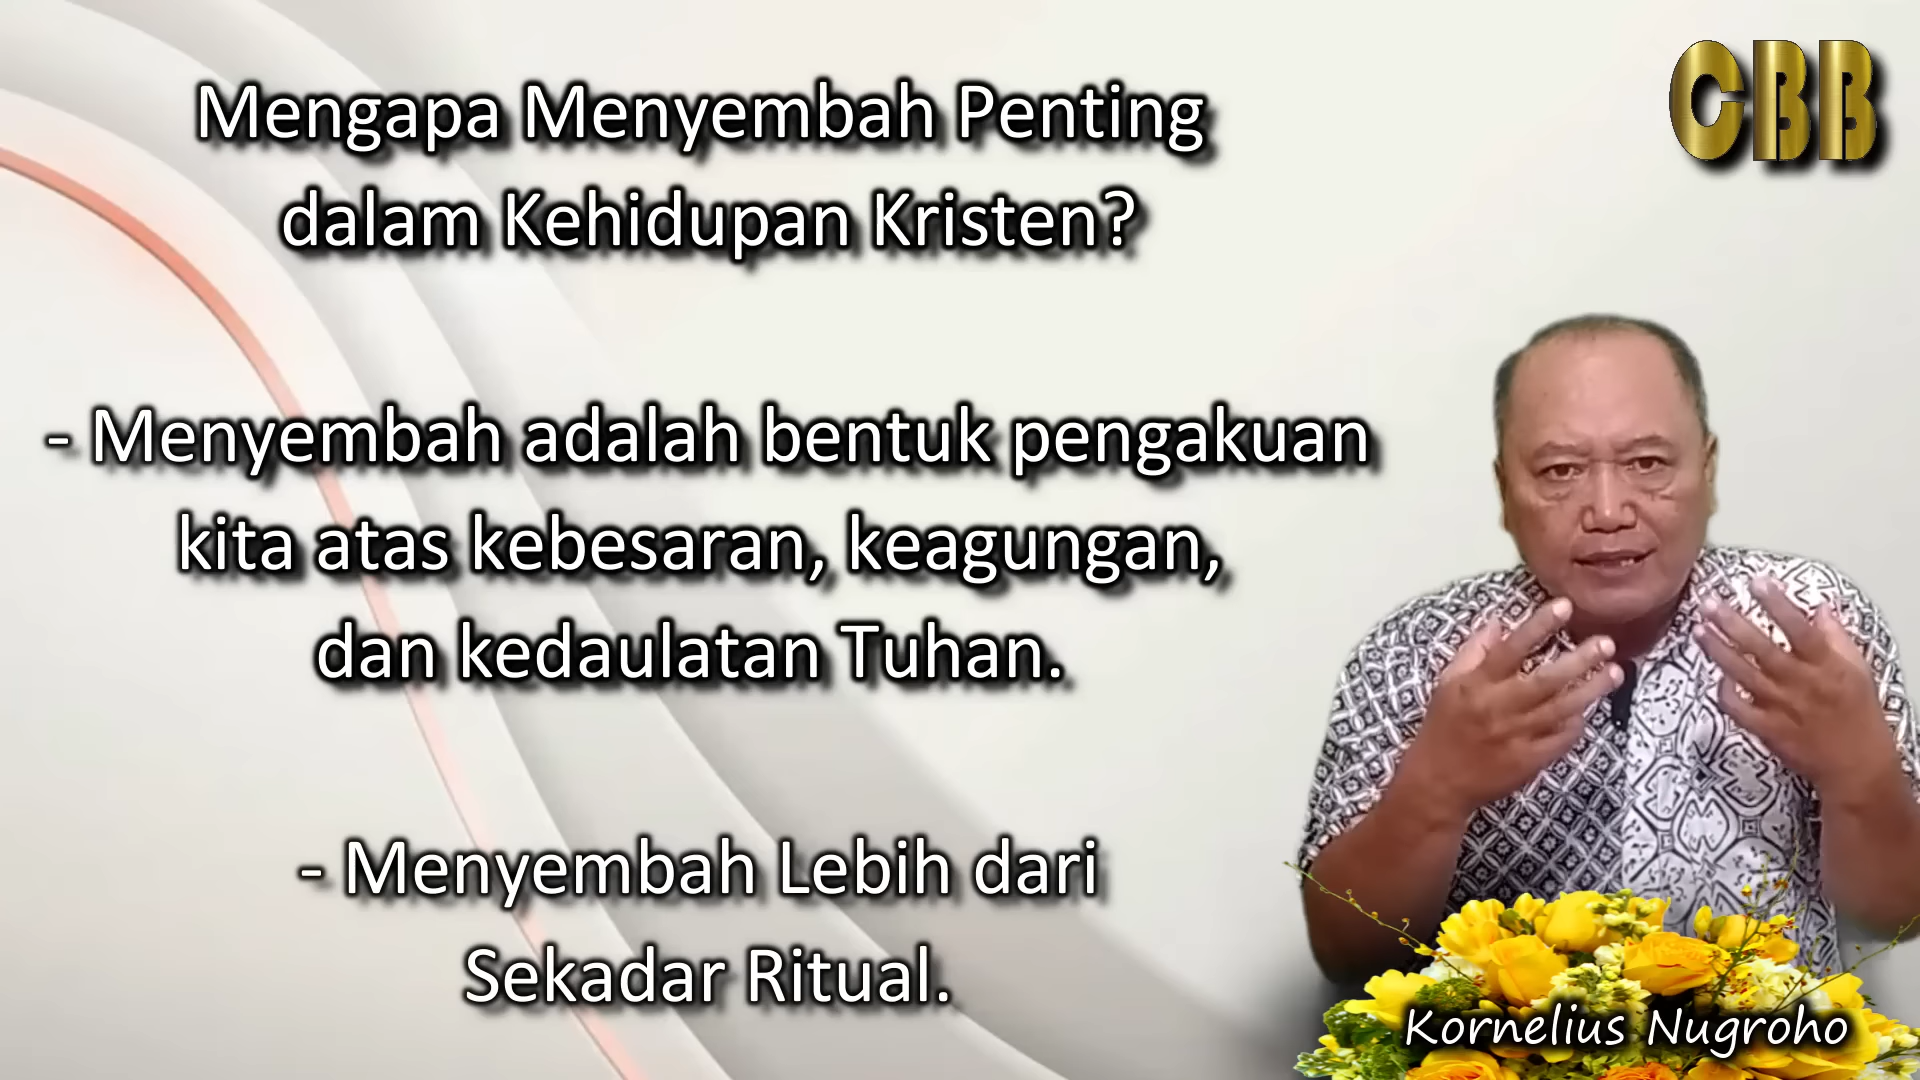 Mengapa Menyembah Penting
dalam Kehidupan Kristen?
- Menyembah adalah bentuk pengakuan
kita atas kebesaran, keagungan,
dan kedaulatan Tuhan.
- Menyembah Lebih dari
Sekadar Ritual.
CBB
Kornelius Nugroho